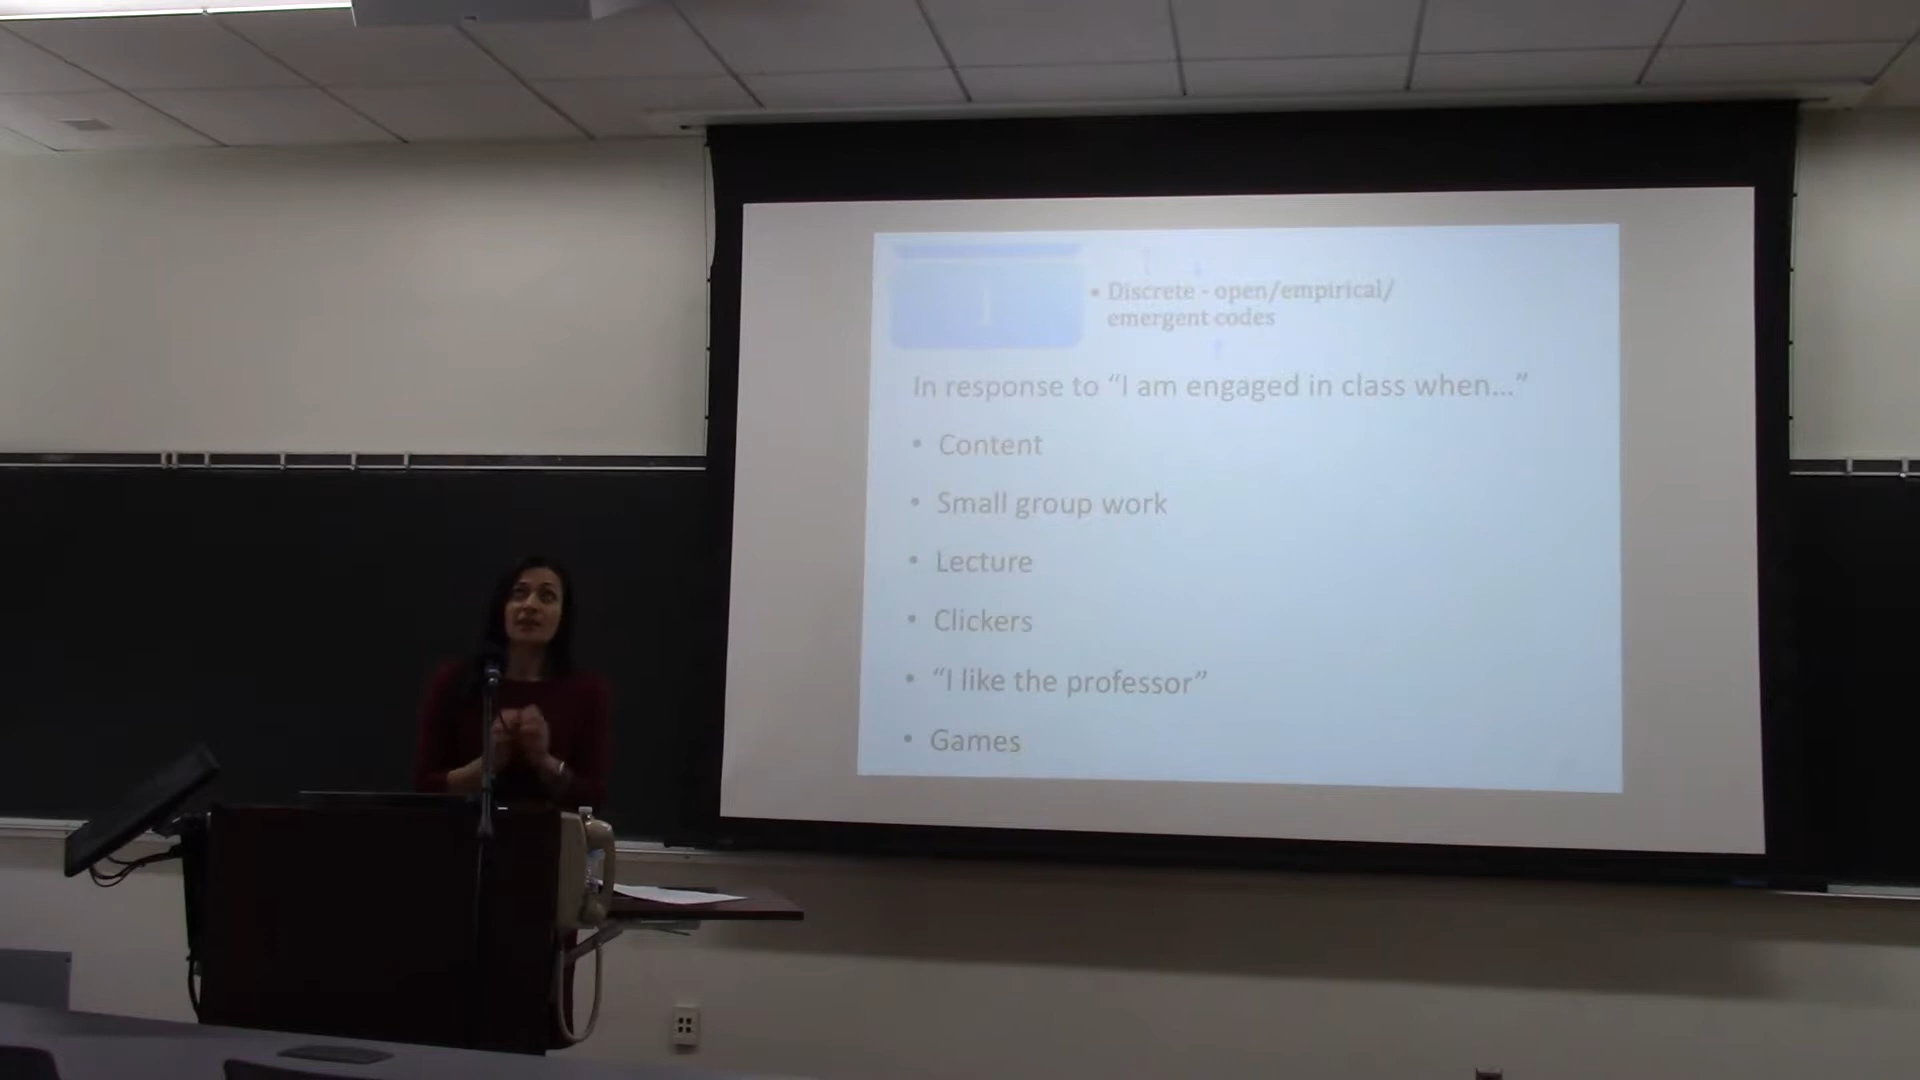 1
• Discrete - open/empirical/
emergent codes
In response to “I am engaged in class when...”
• Content
• Small group work
• Lecture
• Clickers
• “I like the professor”
• Games